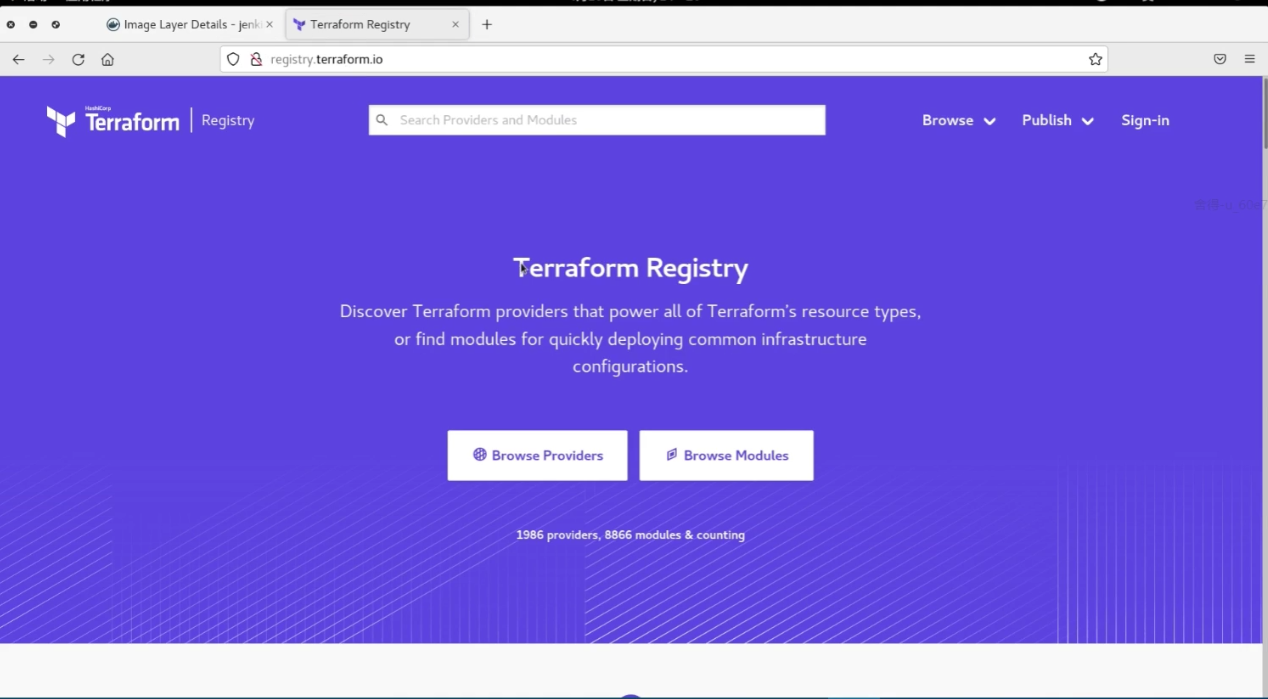 Image Layer Details - jenki
Terraform Registry
registry.terraform.io
HashiCorp
Terraform
Registry
Search Providers and Modules
Browse
Publish
Sign-in
Terraform Registry
Discover Terraform providers that power all of Terraform's resource types,
or find modules for quickly deploying common infrastructure
configurations.
Browse Providers
Browse Modules
1986 providers, 8866 modules & counting